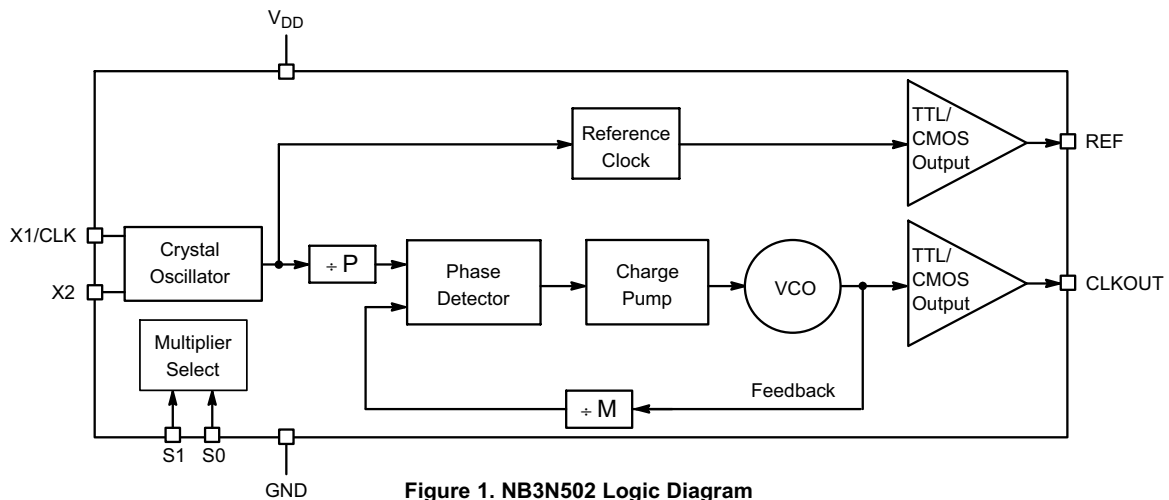 V_DD
Reference
Clock
TTL/
CMOS
Output
REF
X1/CLK
X2
Crystal
Oscillator
÷ P
Phase
Detector
Charge
Pump
VCO
TTL/
CMOS
Output
CLKOUT
Multiplier
Select
Feedback
÷ M
S1
S0
GND
Figure 1. NB3N502 Logic Diagram